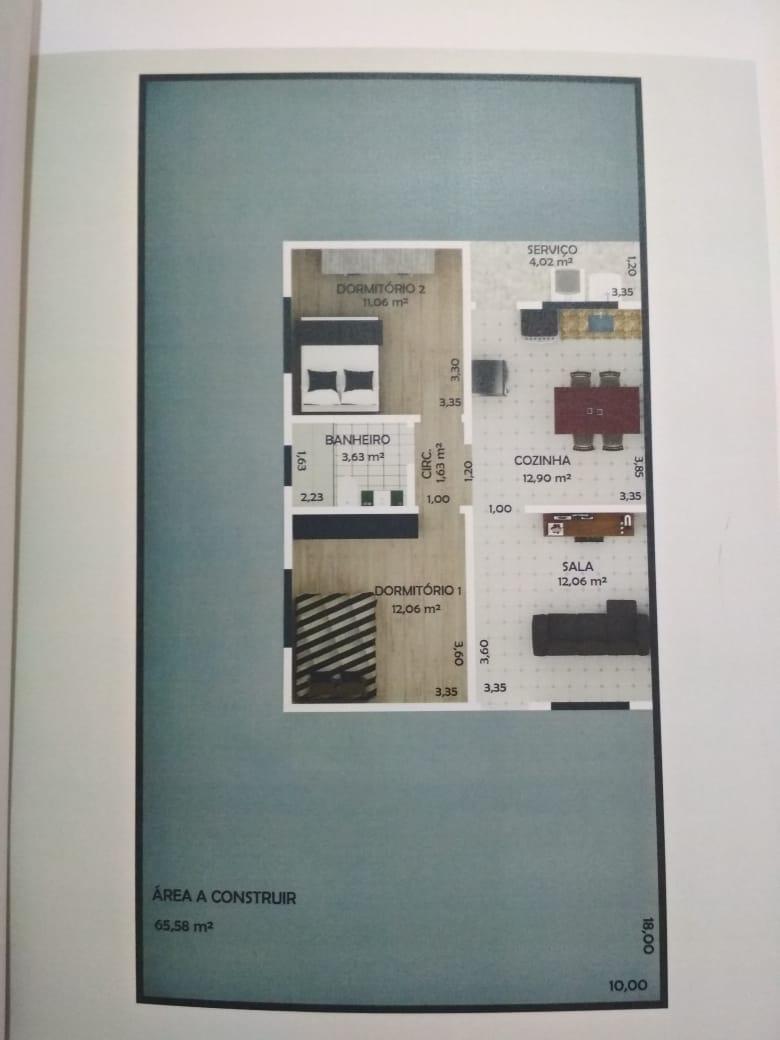 SERVIÇO
4,02 m²
1,20
3,35
DORMITÓRIO 2
11,06 m²
3,30
3,35
BANHEIRO
3,63 m²
1,63
2,23
CIRC.
1,63 m²
1,20
1,00
COZINHA
12,90 m²
3,85
3,35
1,00
SALA
12,06 m²
3,60
3,35
DORMITÓRIO 1
12,06 m²
3,60
3,35
ÁREA A CONSTRUIR
65,58 m²
18,00
10,00